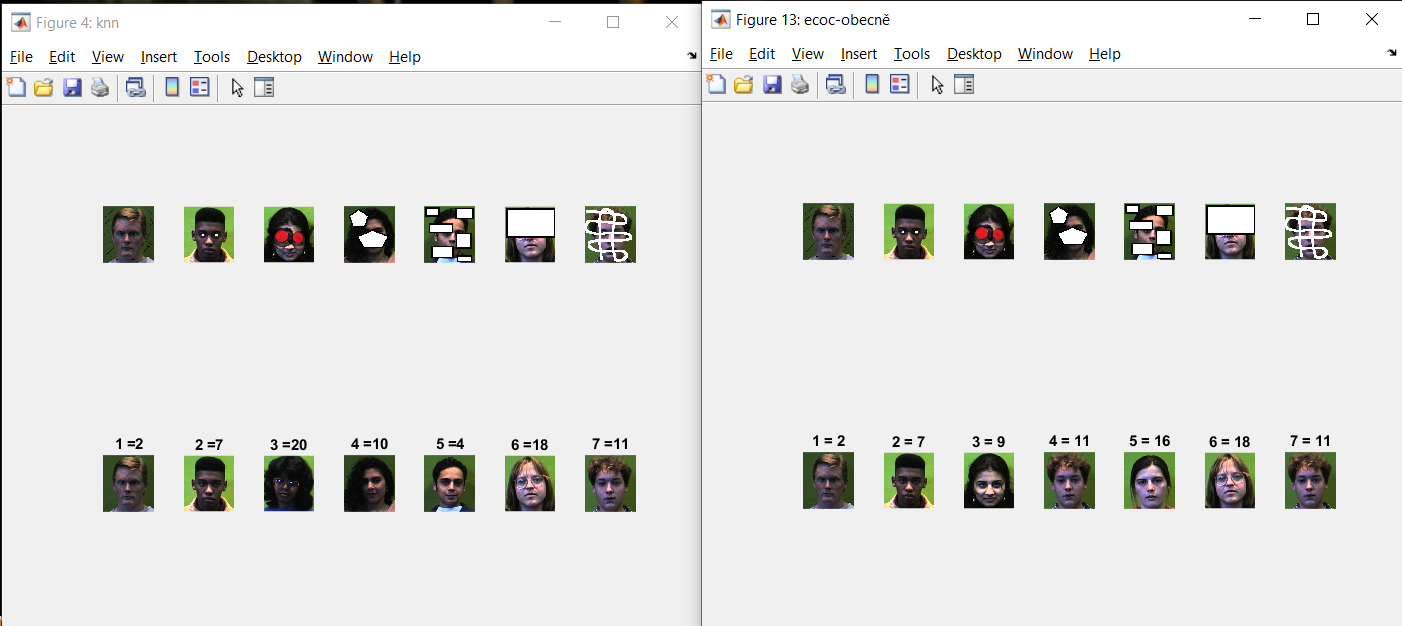 Figure 4: knn
File Edit View Insert Tools Desktop Window Help
1 =2 2 =7 3 =20 4 =10 5 =4 6 =18 7 =11
Figure 13: ecoc-obecně
File Edit View Insert Tools Desktop Window Help
1 = 2 2 = 7 3 = 9 4 = 11 5 = 16 6 = 18 7 = 11